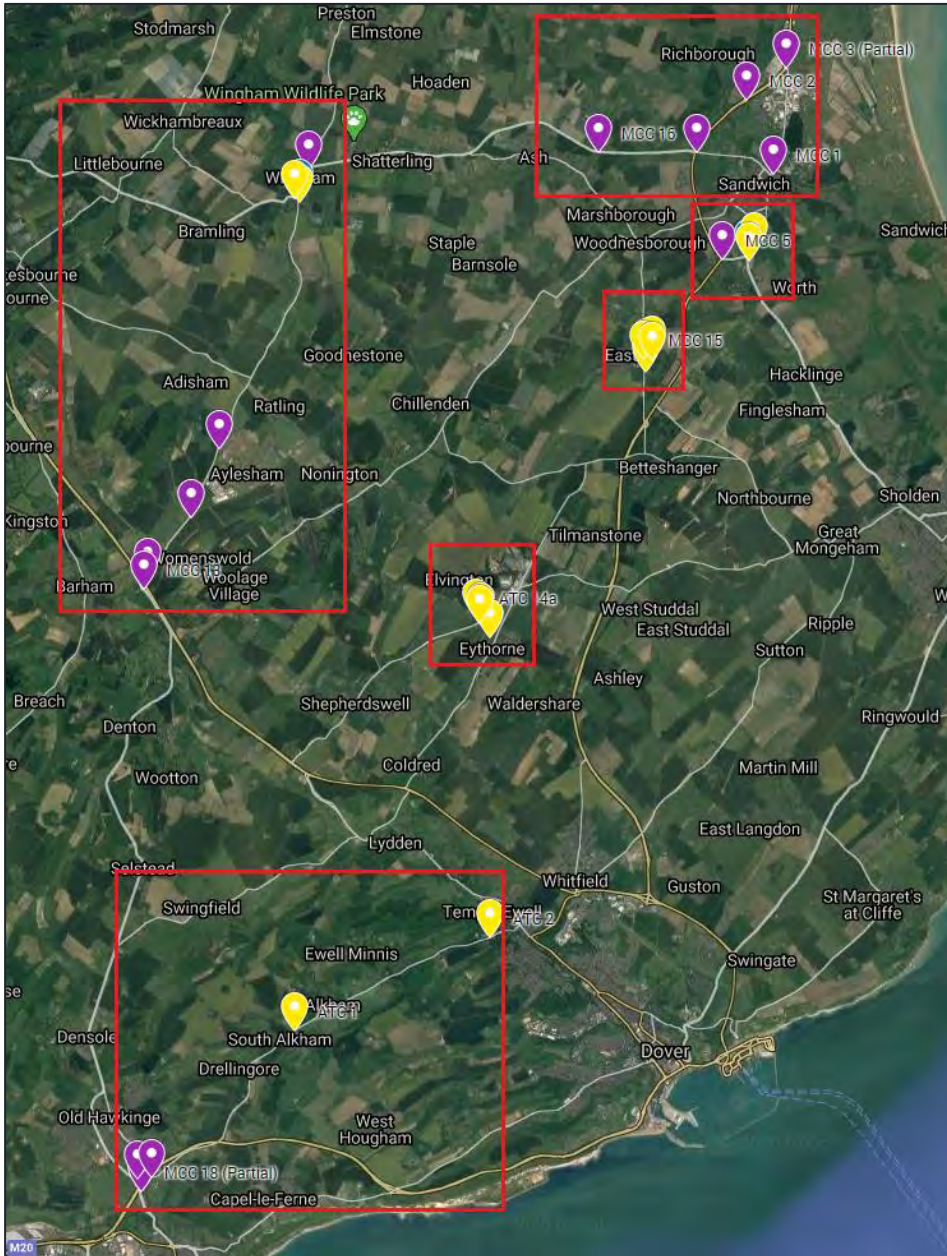 Preston
Stodmarsh
Elmstone
Richborough
MCC 3 (Partial)
Hoaden
MCC 2
Wingham Wildlife Park
Wickhambreaux
MCC 16
Littlebourne
Shatterling
Ash
MCC 1
Sandwich
Marshborough
Bramling
Staple
Woodnesborough
MCC 5
Sandwich
Barnsole
Worth
Goodnestone
MCC 15
Adisham
Hacklinge
Ratling
Chillenden
Finglesham
Aylesham
Nonington
Betteshanger
Northbourne
Sholden
Kingston
Tilmanstone
Great
Mongeham
Womenswold
Barham
Woolage
Village
Elvington
ATC 14a
West Studdal
East Studdal
Ripple
Eythorne
Sutton
Ashley
Breach
Shepherdswell
Waldershare
Denton
Ringwould
Coldred
Wootton
Martin Mill
Lydden
East Langdon
Selstead
Whitfield
Guston
St Margaret's
at Cliffe
Swingfield
ATC 2
Ewell Minnis
Swingate
Alkham
ATC 1
Densole
South Alkham
Dover
Drellingore
Old Hawkinge
West
Hougham
MCC 18 (Partial)
Capel-le-Ferne
M20